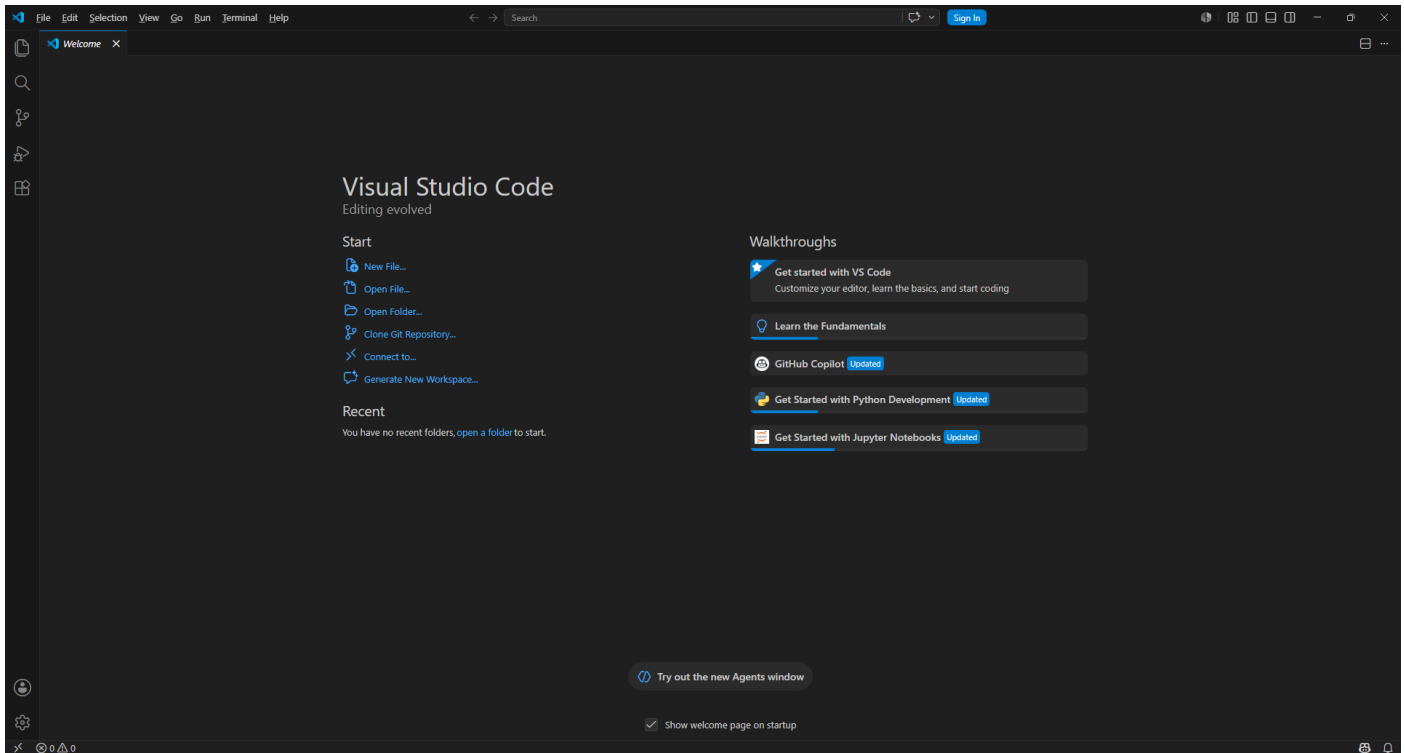 File Edit Selection View Go Run Terminal Help
Search
Sign In
Welcome
Visual Studio Code
Editing evolved
Start
New File...
Open File...
Open Folder...
Clone Git Repository...
Connect to...
Generate New Workspace...
Recent
You have no recent folders, open a folder to start.
Walkthroughs
Get started with VS Code
Customize your editor, learn the basics, and start coding
Learn the Fundamentals
GitHub Copilot Updated
Get Started with Python Development Updated
Get Started with Jupyter Notebooks Updated
Try out the new Agents window
Show welcome page on startup
0 0